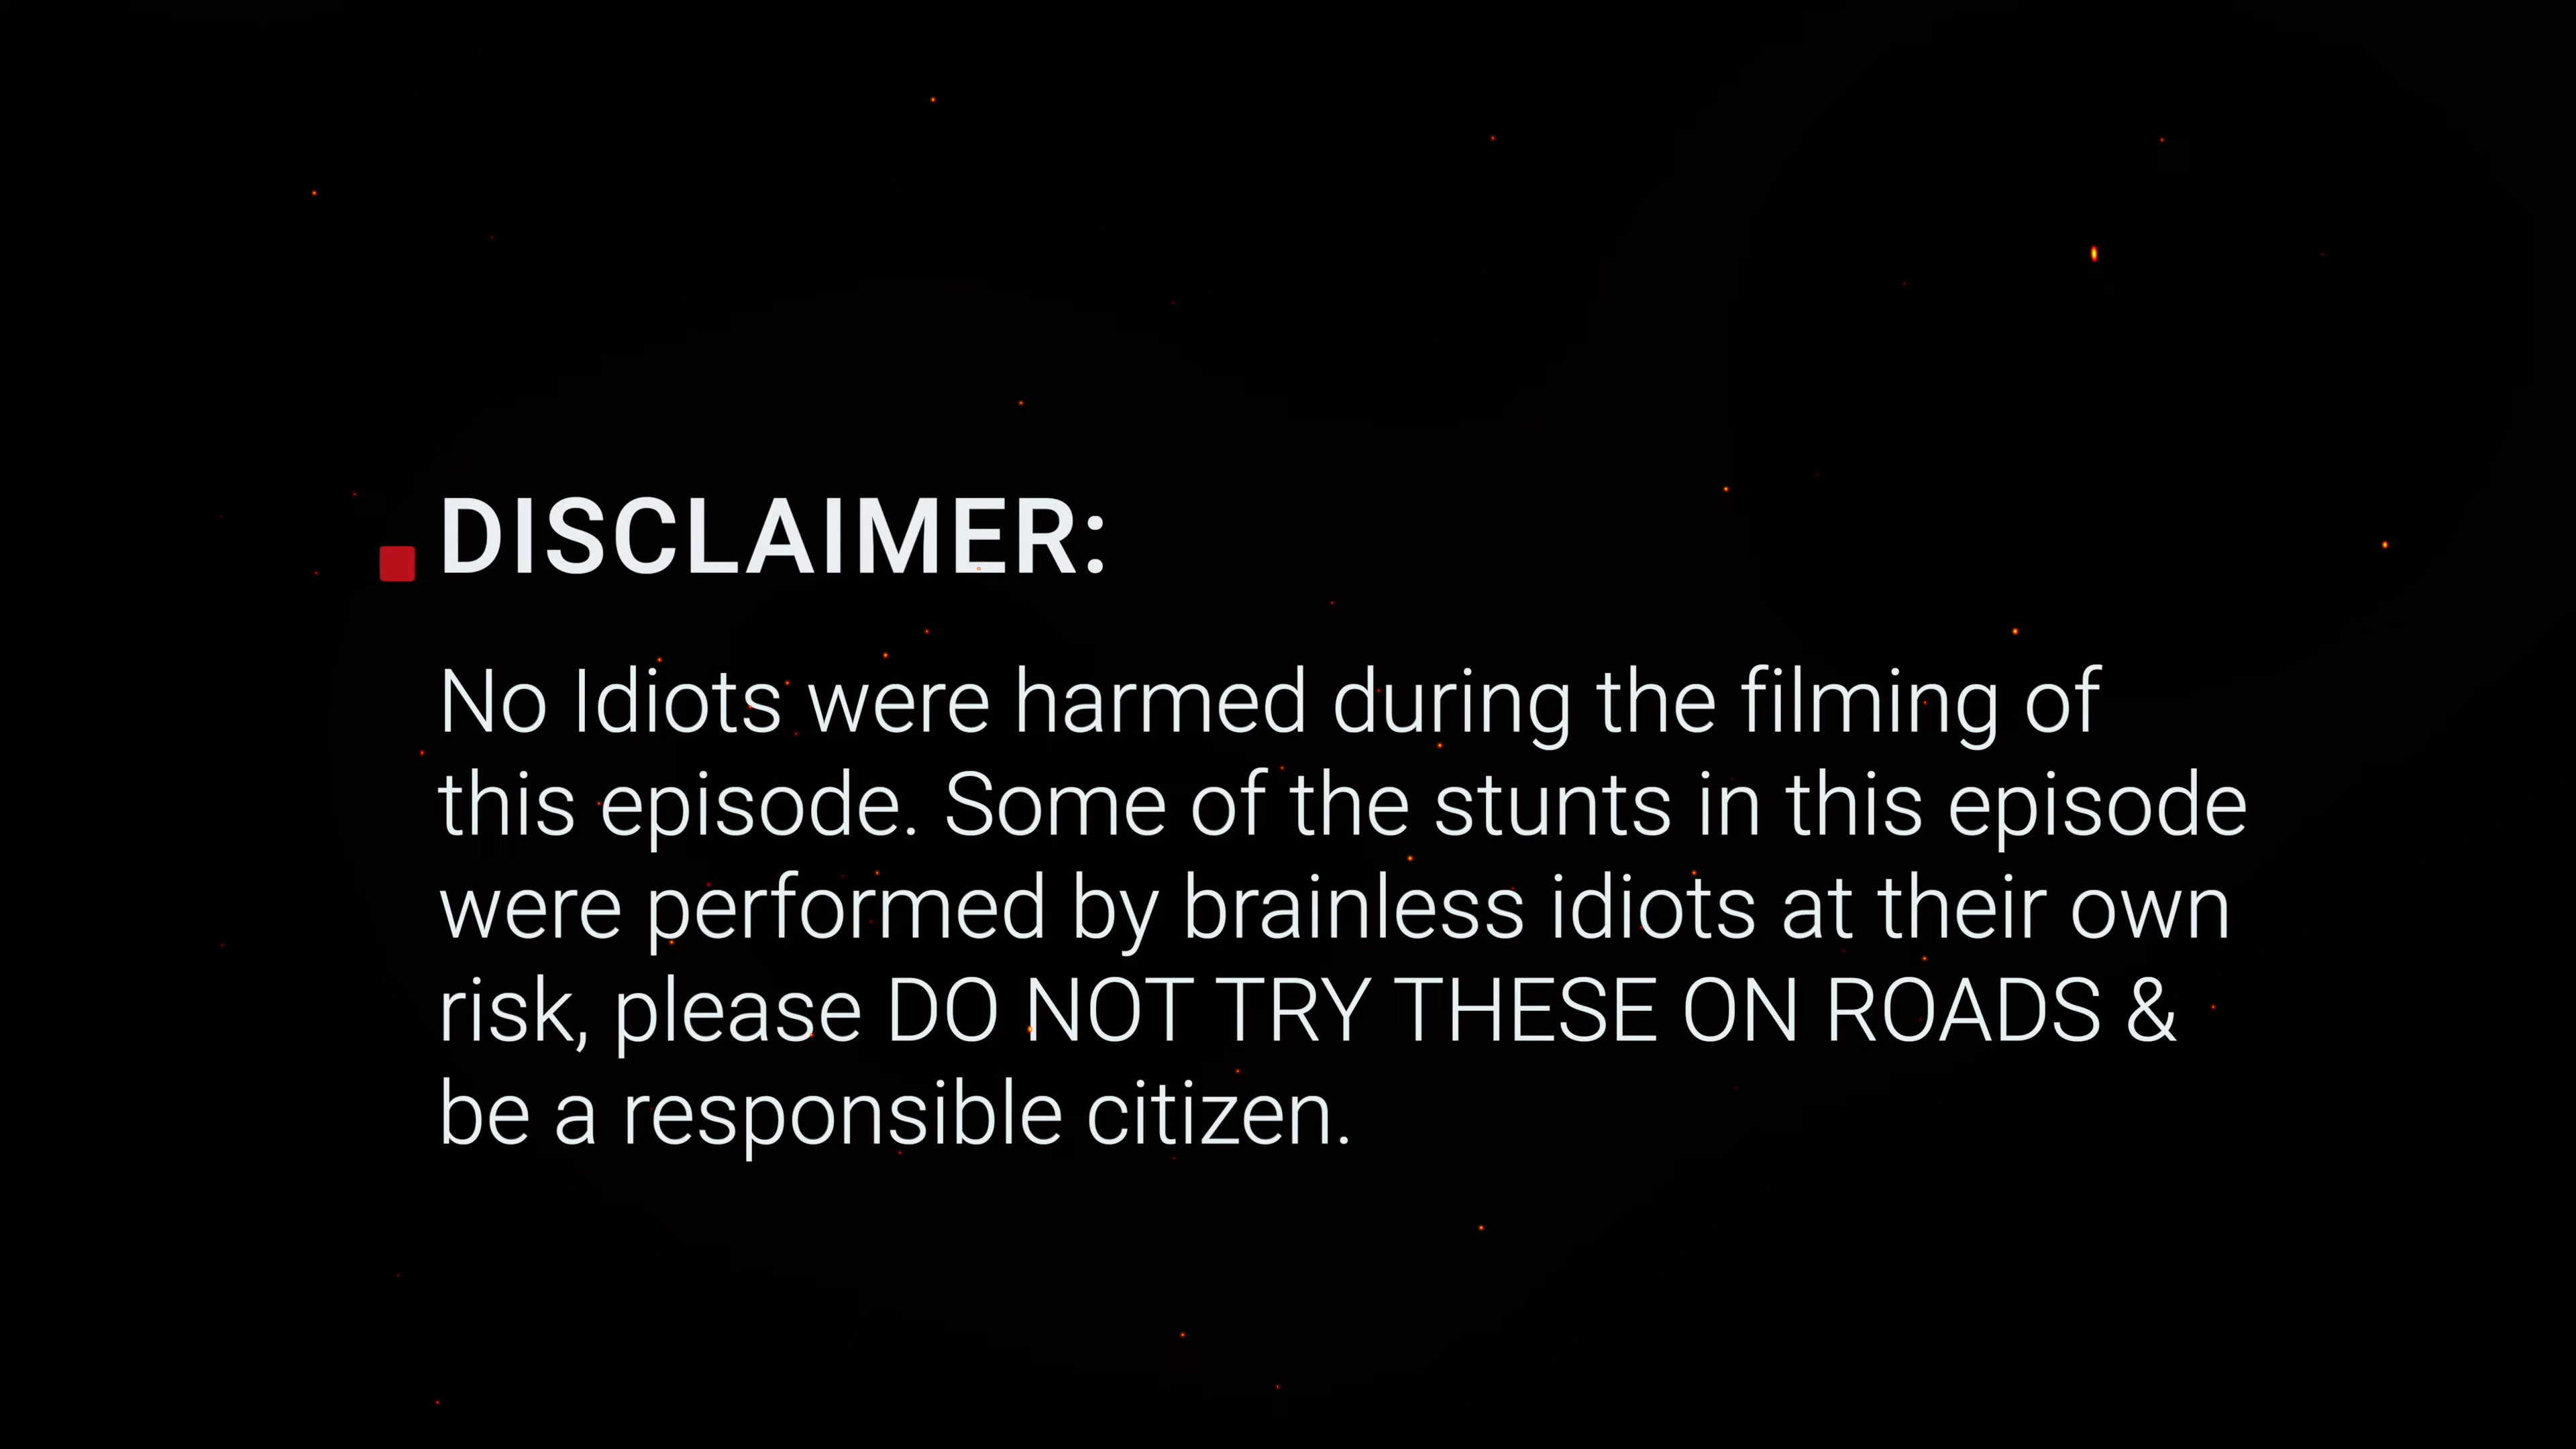 DISCLAIMER:
No Idiots were harmed during the filming of
this episode. Some of the stunts in this episode
were performed by brainless idiots at their own
risk, please DO NOT TRY THESE ON ROADS &
be a responsible citizen.